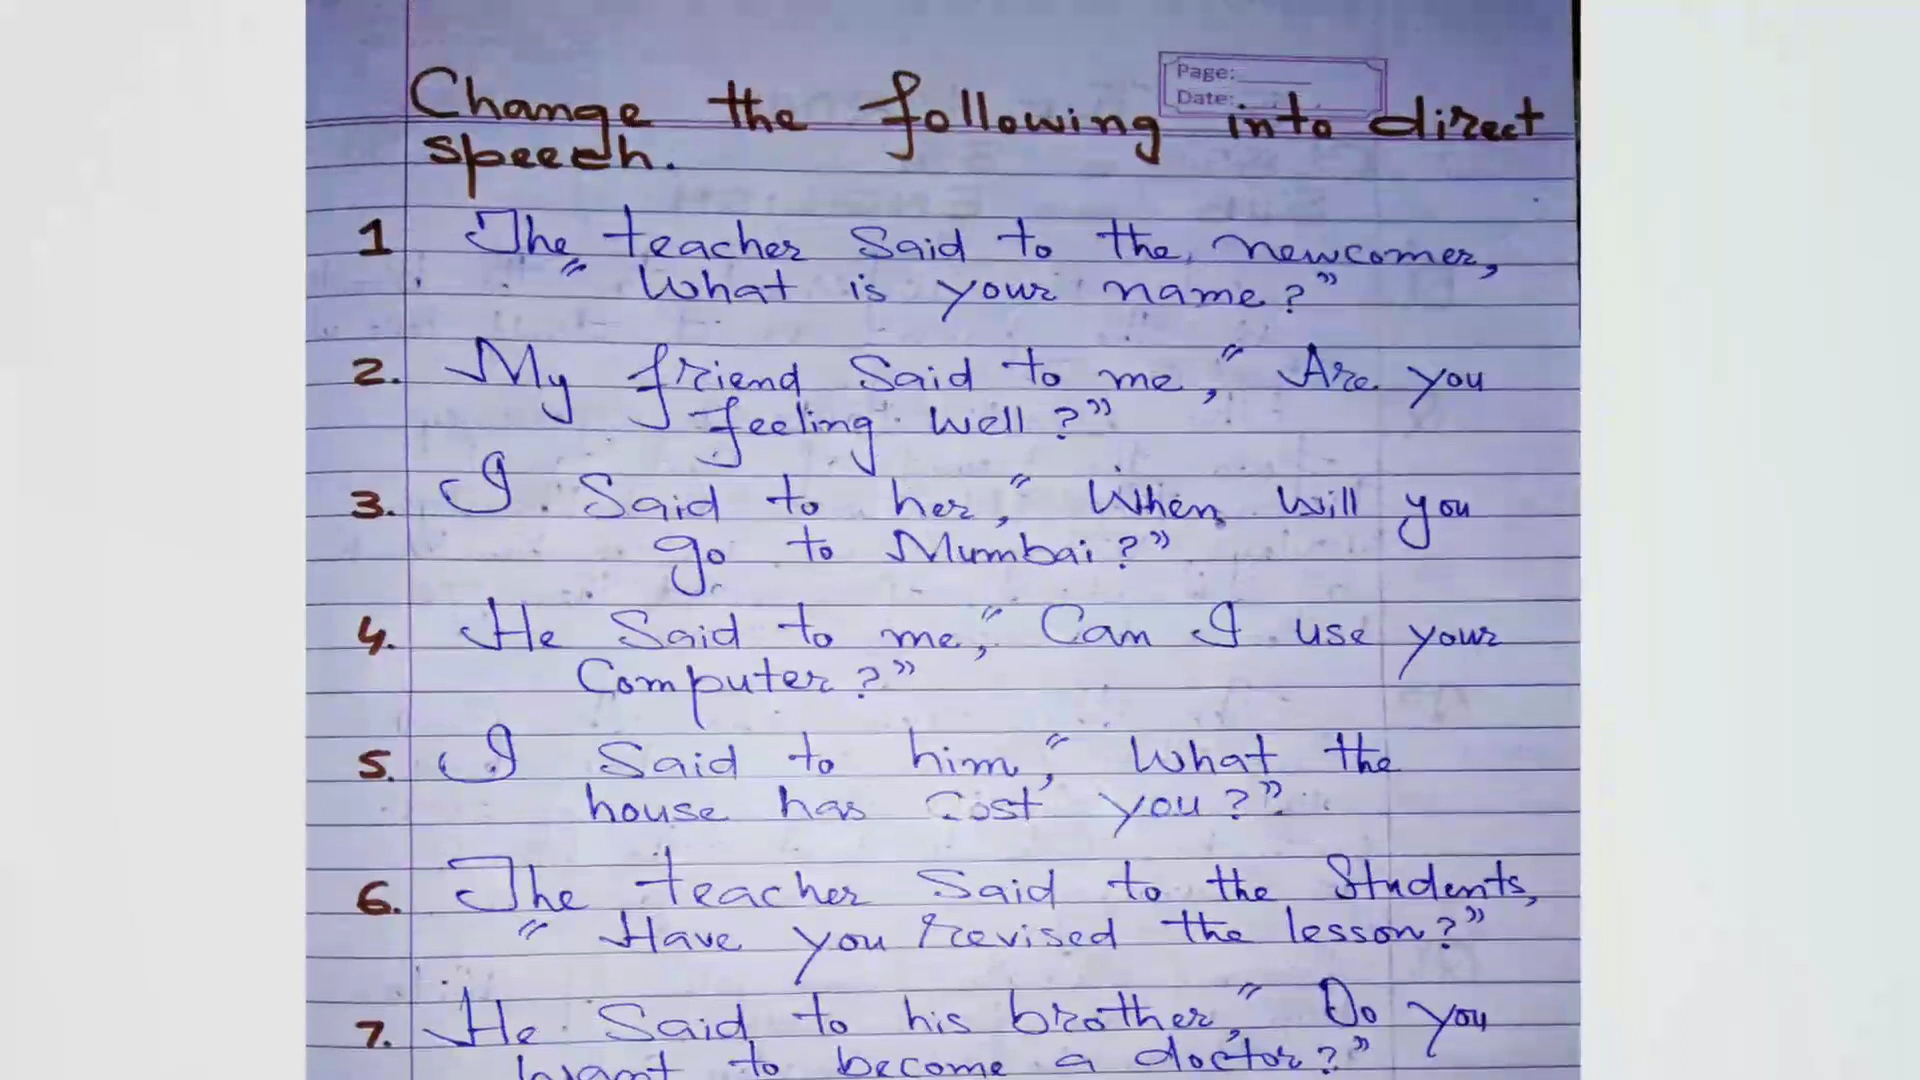 Page:
Date:
Change the following into direct
speech.
1 The teacher said to the newcomer,
" What is your name?"
2. My friend said to me, " Are you
feeling well?"
3. I said to her, " When will you
go to Mumbai?"
4. He said to me, " Can I use your
Computer?"
5. I said to him, " What the
house has cost you?"
6. The teacher said to the Students,
" Have you revised the lesson?"
7. He said to his brother, " Do you
want to become a doctor?"